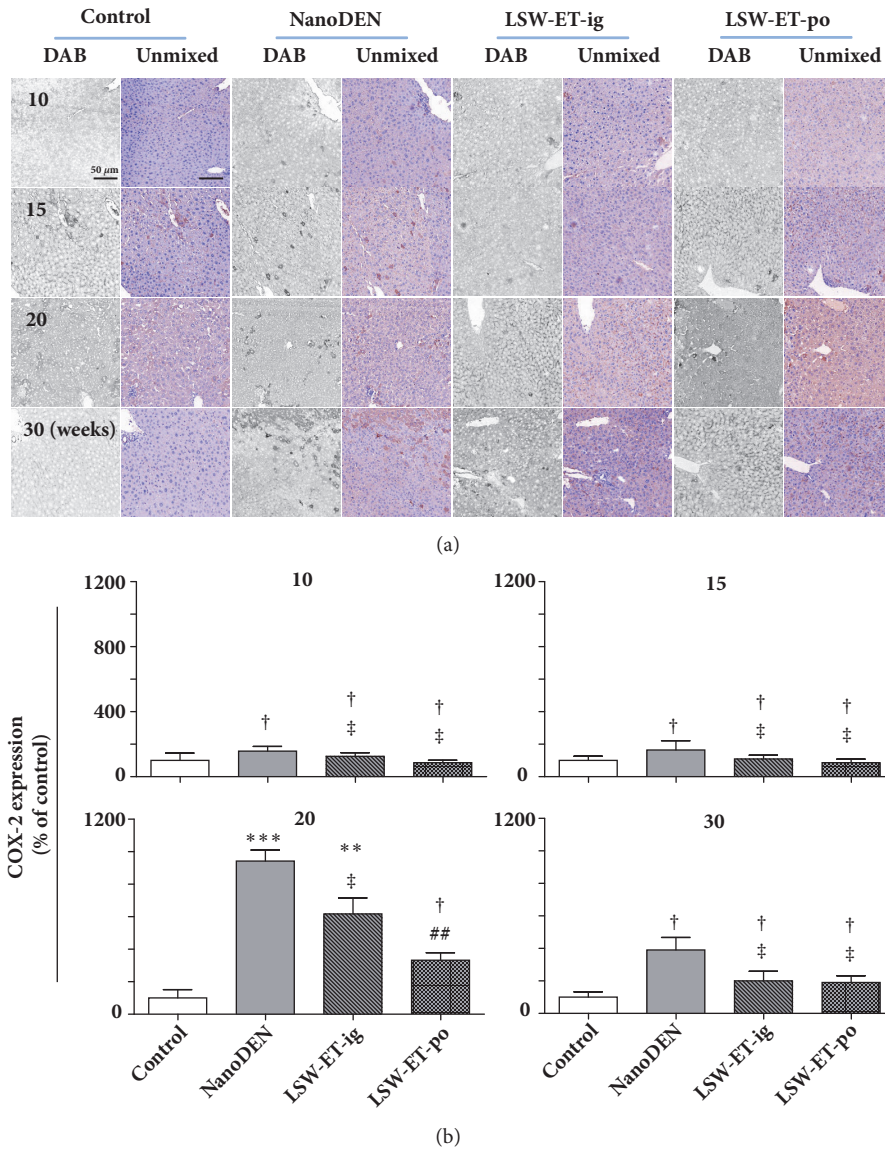 Control NanoDEN LSW-ET-ig LSW-ET-po
DAB Unmixed DAB Unmixed DAB Unmixed DAB Unmixed
10
50 μm
15
20
30 (weeks)
(a)
COX-2 expression
(% of control)
10
1200
800
400
0
†
†
‡
†
‡
15
1200
0
†
†
‡
†
‡
20
1200
0
***
**
‡
†
##
Control
NanoDEN
LSW-ET-ig
LSW-ET-po
30
1200
0
†
†
‡
†
‡
Control
NanoDEN
LSW-ET-ig
LSW-ET-po
(b)